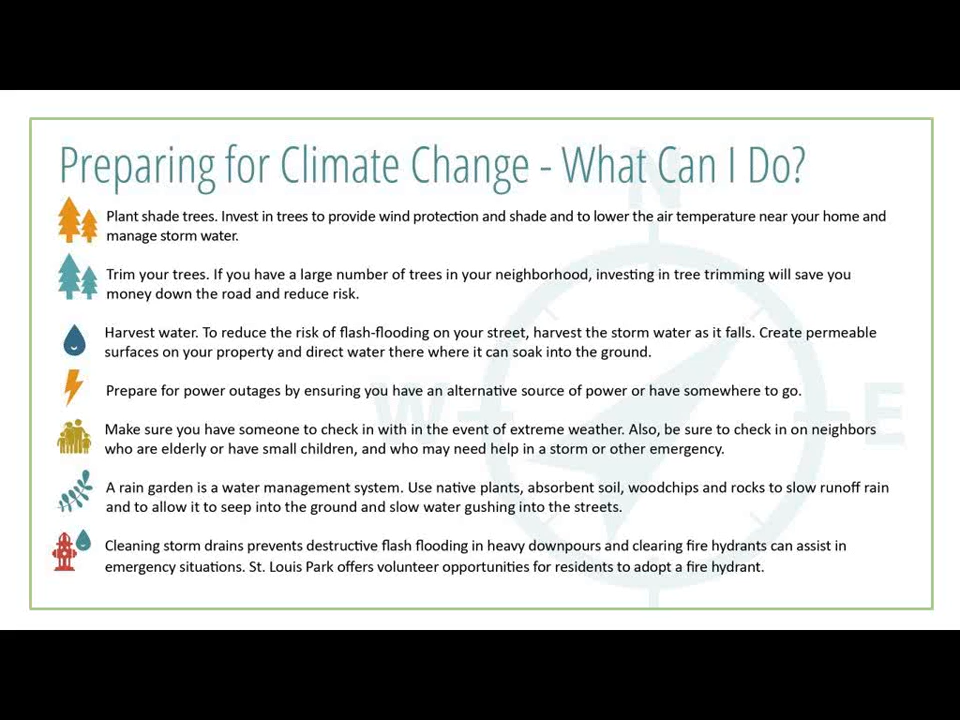 Preparing for Climate Change - What Can I Do?
Plant shade trees. Invest in trees to provide wind protection and shade and to lower the air temperature near your home and
manage storm water.
Trim your trees. If you have a large number of trees in your neighborhood, investing in tree trimming will save you
money down the road and reduce risk.
Harvest water. To reduce the risk of flash-flooding on your street, harvest the storm water as it falls. Create permeable
surfaces on your property and direct water there where it can soak into the ground.
Prepare for power outages by ensuring you have an alternative source of power or have somewhere to go.
Make sure you have someone to check in with in the event of extreme weather. Also, be sure to check in on neighbors
who are elderly or have small children, and who may need help in a storm or other emergency.
A rain garden is a water management system. Use native plants, absorbent soil, woodchips and rocks to slow runoff rain
and to allow it to seep into the ground and slow water gushing into the streets.
Cleaning storm drains prevents destructive flash flooding in heavy downpours and clearing fire hydrants can assist in
emergency situations. St. Louis Park offers volunteer opportunities for residents to adopt a fire hydrant.
N
W
E